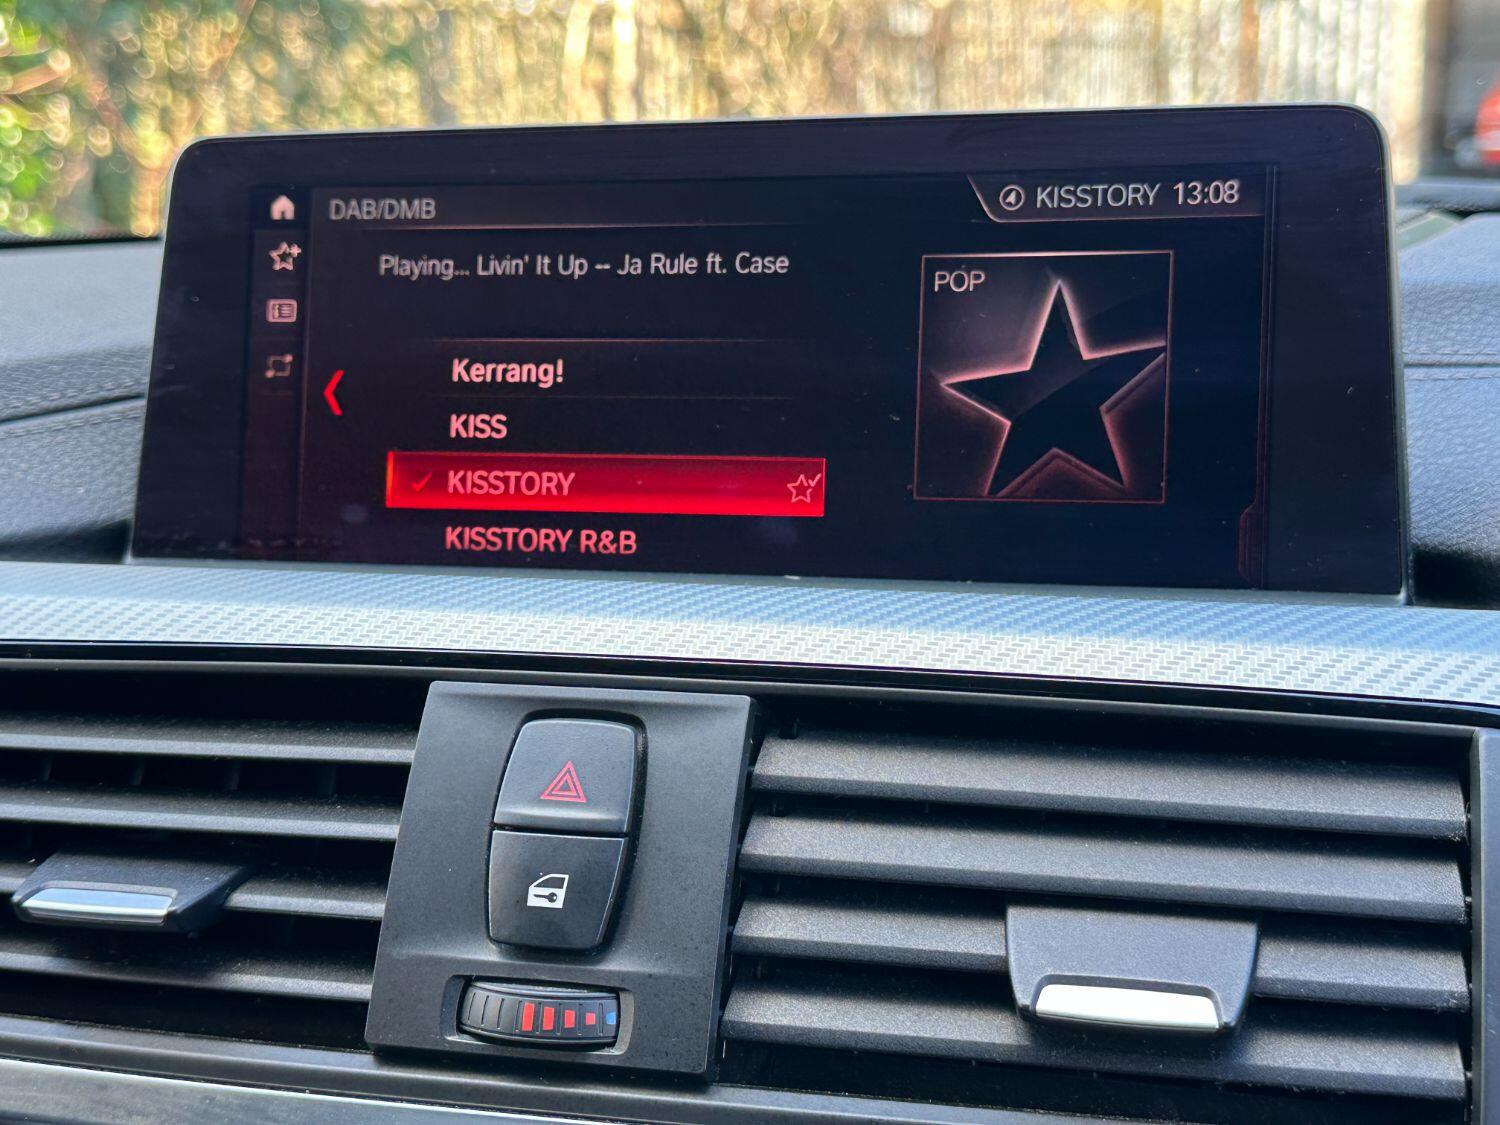 DAB/DMB
KISSTORY 13:08
Playing... Livin' It Up -- Ja Rule ft. Case
POP
Kerrang!
KISS
KISSTORY
KISSTORY R&B